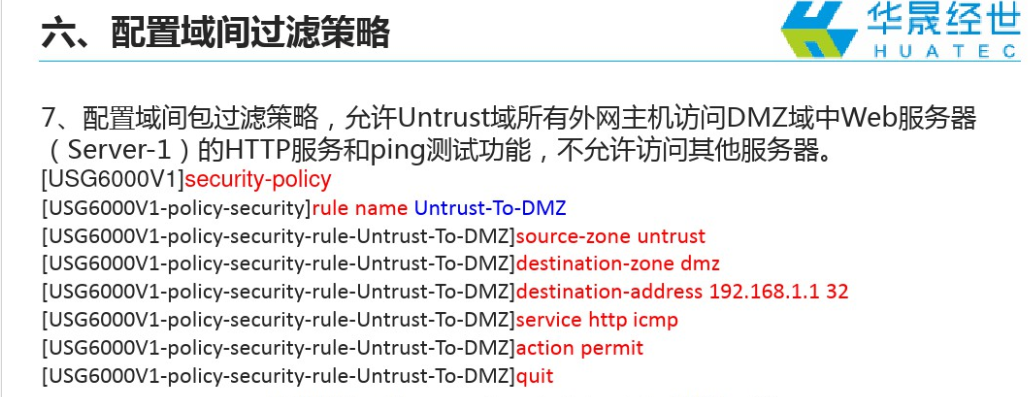 六、配置域间过滤策略
华晟经世
HUATEC
7、配置域间包过滤策略，允许Untrust域所有外网主机访问DMZ域中Web服务器
（Server-1）的HTTP服务和ping测试功能，不允许访问其他服务器。
[USG6000V1]security-policy
[USG6000V1-policy-security]rule name Untrust-To-DMZ
[USG6000V1-policy-security-rule-Untrust-To-DMZ]source-zone untrust
[USG6000V1-policy-security-rule-Untrust-To-DMZ]destination-zone dmz
[USG6000V1-policy-security-rule-Untrust-To-DMZ]destination-address 192.168.1.1 32
[USG6000V1-policy-security-rule-Untrust-To-DMZ]service http icmp
[USG6000V1-policy-security-rule-Untrust-To-DMZ]action permit
[USG6000V1-policy-security-rule-Untrust-To-DMZ]quit